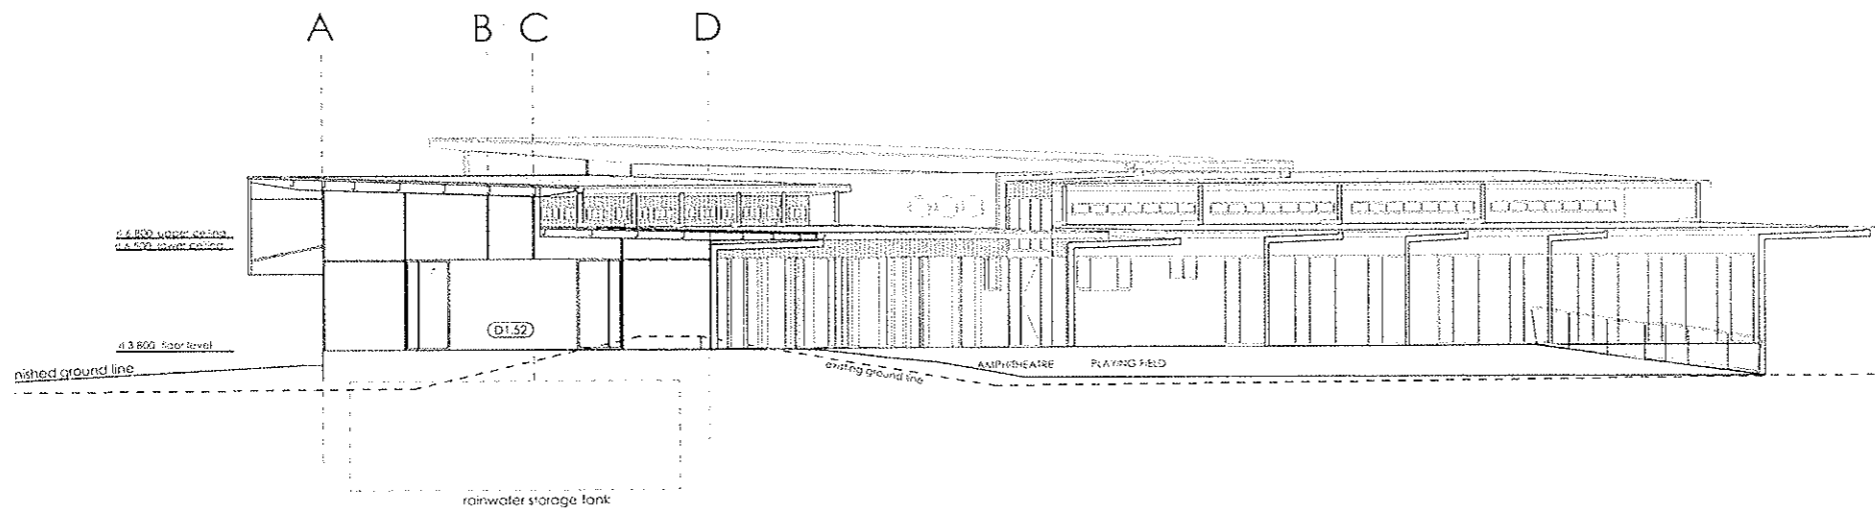 A B C D
upper ceiling
lower ceiling
D1.52
floor level
nished ground line
existing ground line
AMPHITHEATRE PLAYING FIELD
rainwater storage tank